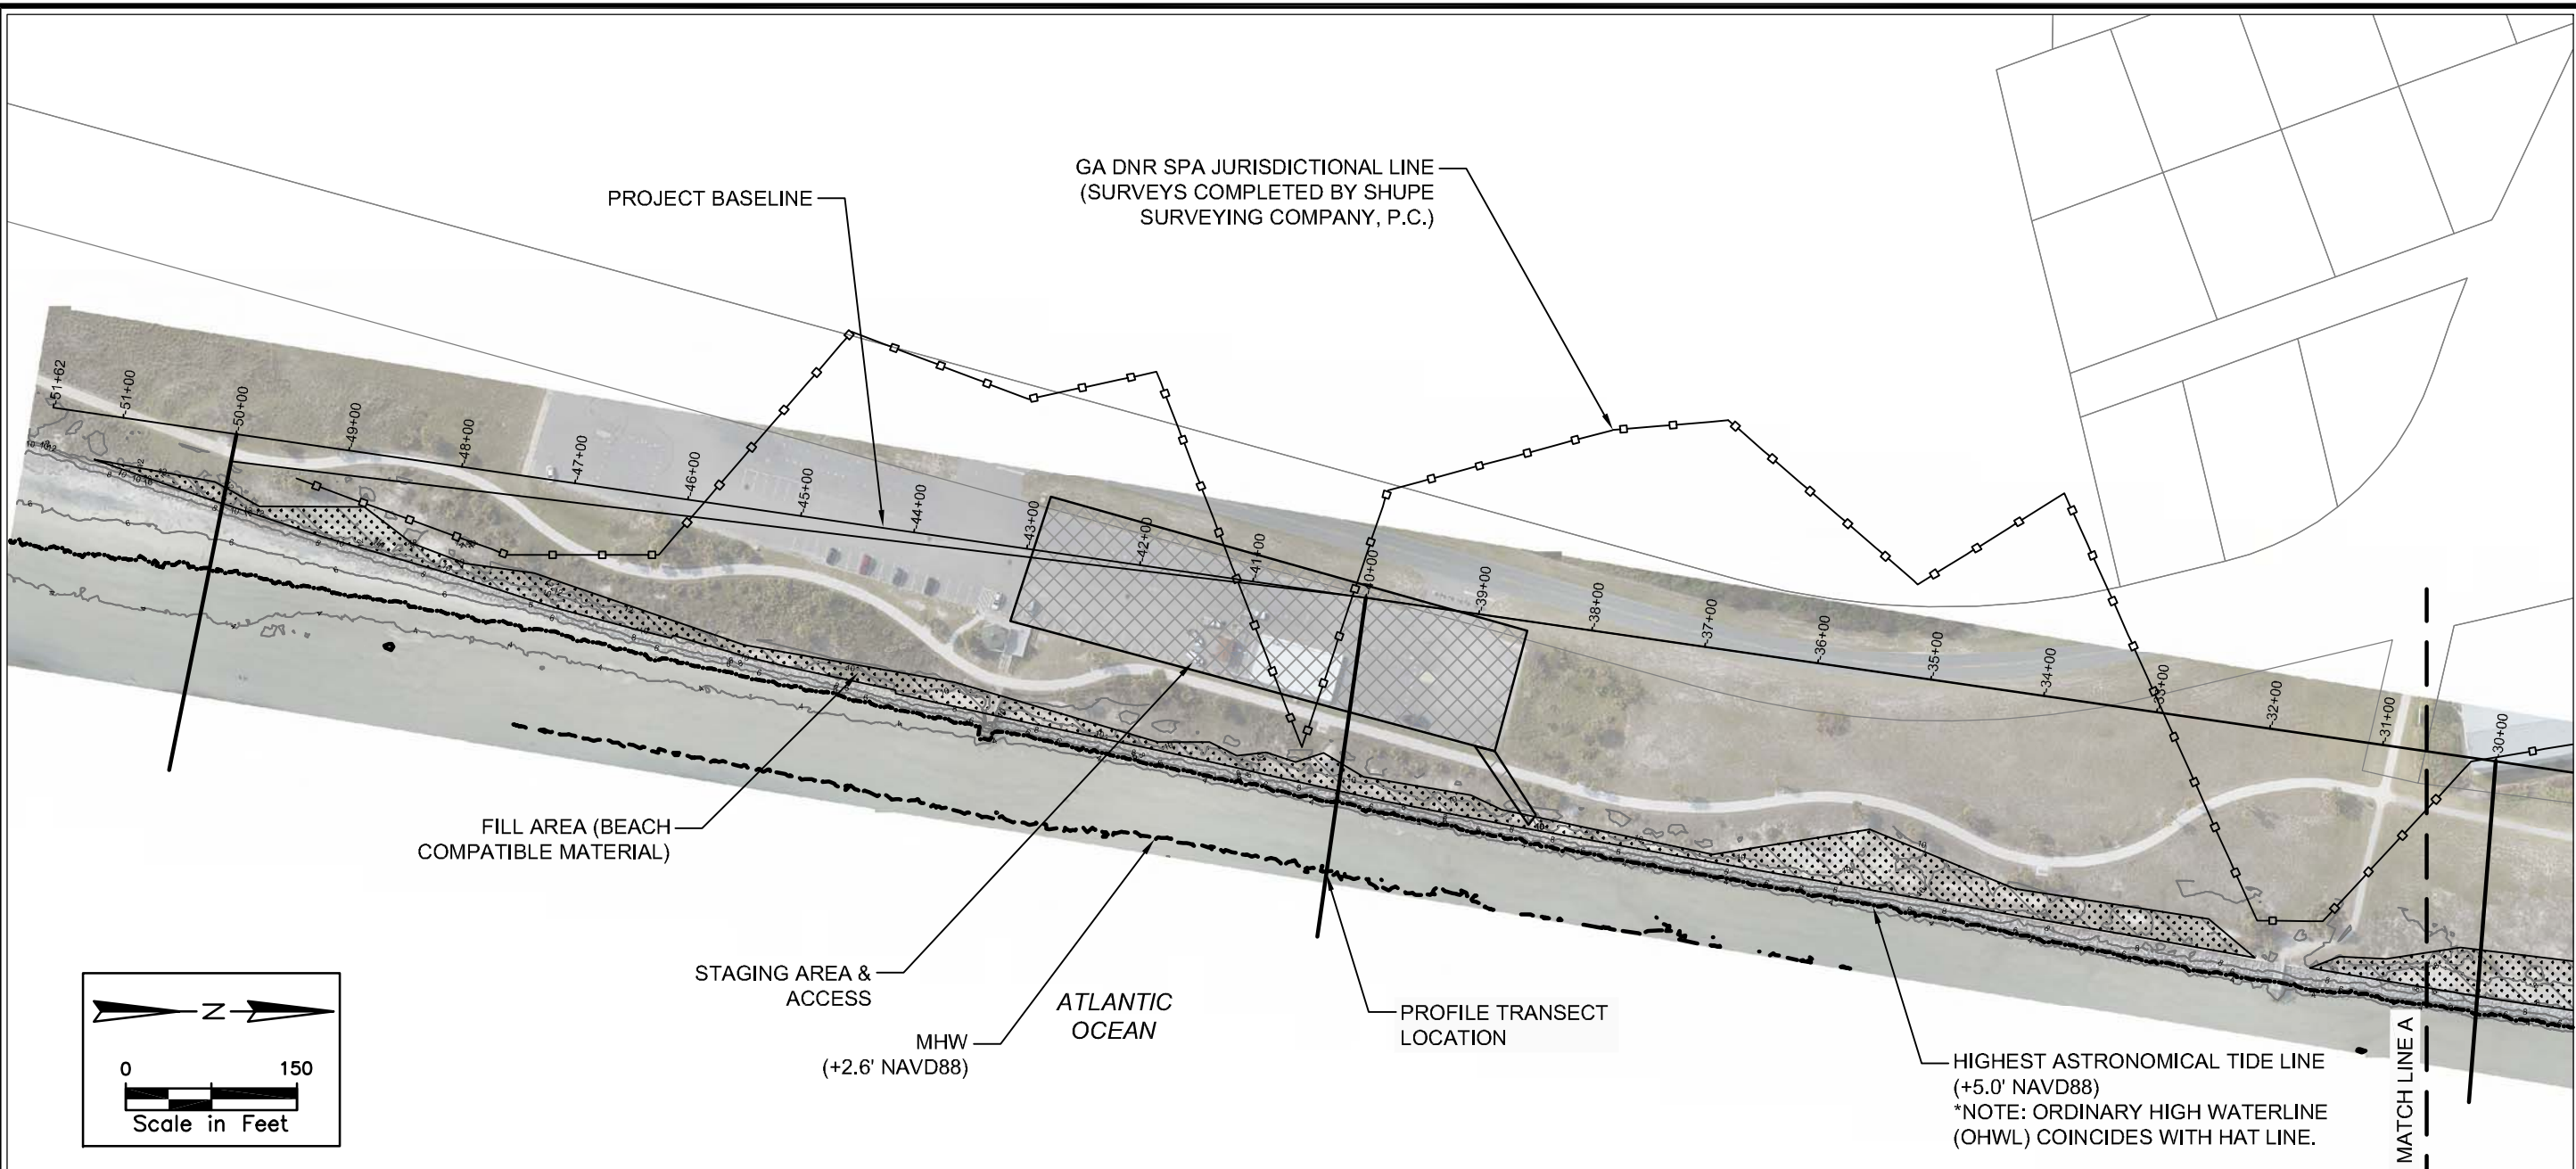 PROJECT BASELINE
GA DNR SPA JURISDICTIONAL LINE
(SURVEYS COMPLETED BY SHUPE
SURVEYING COMPANY, P.C.)
-51+62
-51+00
-50+00
-49+00
-48+00
-47+00
-46+00
-45+00
-44+00
-43+00
-42+00
-41+00
-39+00
-38+00
-37+00
-36+00
-35+00
-34+00
-33+00
-32+00
-31+00
-30+00
FILL AREA (BEACH
COMPATIBLE MATERIAL)
STAGING AREA &
ACCESS
MHW
(+2.6' NAVD88)
ATLANTIC
OCEAN
PROFILE TRANSECT
LOCATION
HIGHEST ASTRONOMICAL TIDE LINE
(+5.0' NAVD88)
*NOTE: ORDINARY HIGH WATERLINE
(OHWL) COINCIDES WITH HAT LINE.
MATCH LINE A
N
0 150
Scale in Feet